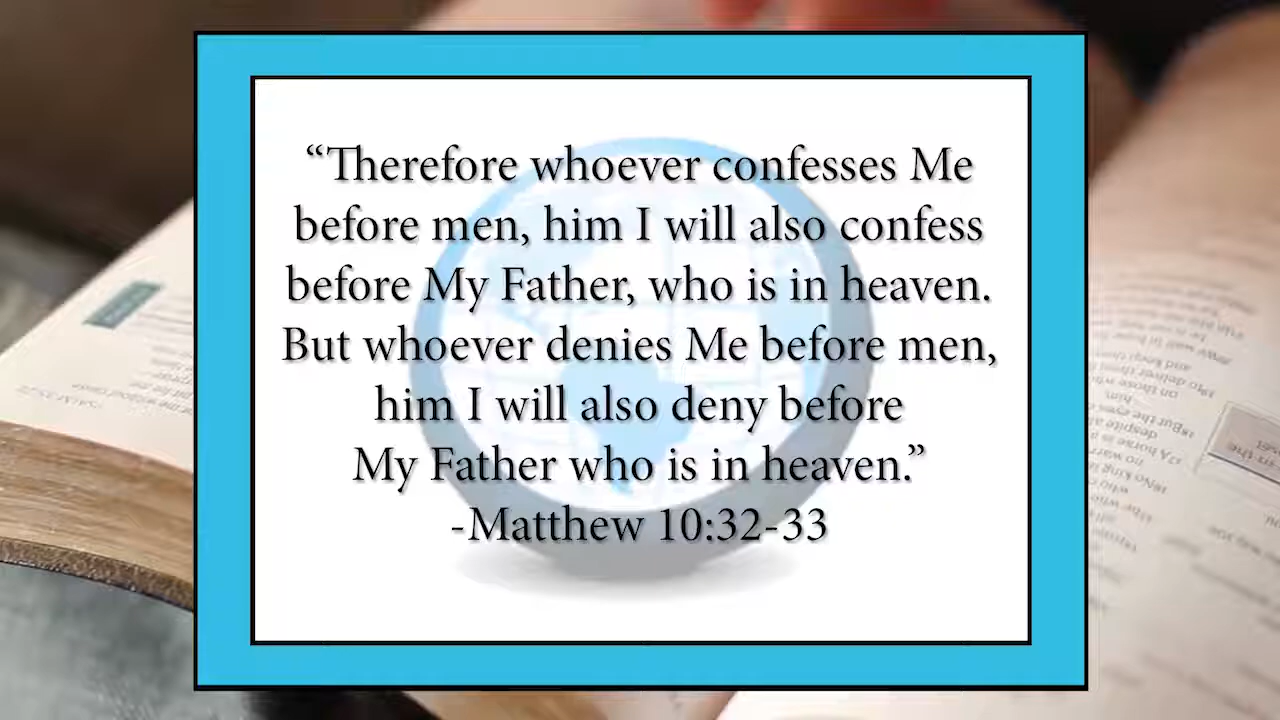 “Therefore whoever confesses Me
before men, him I will also confess
before My Father, who is in heaven.
But whoever denies Me before men,
him I will also deny before
My Father who is in heaven.”
-Matthew 10:32-33